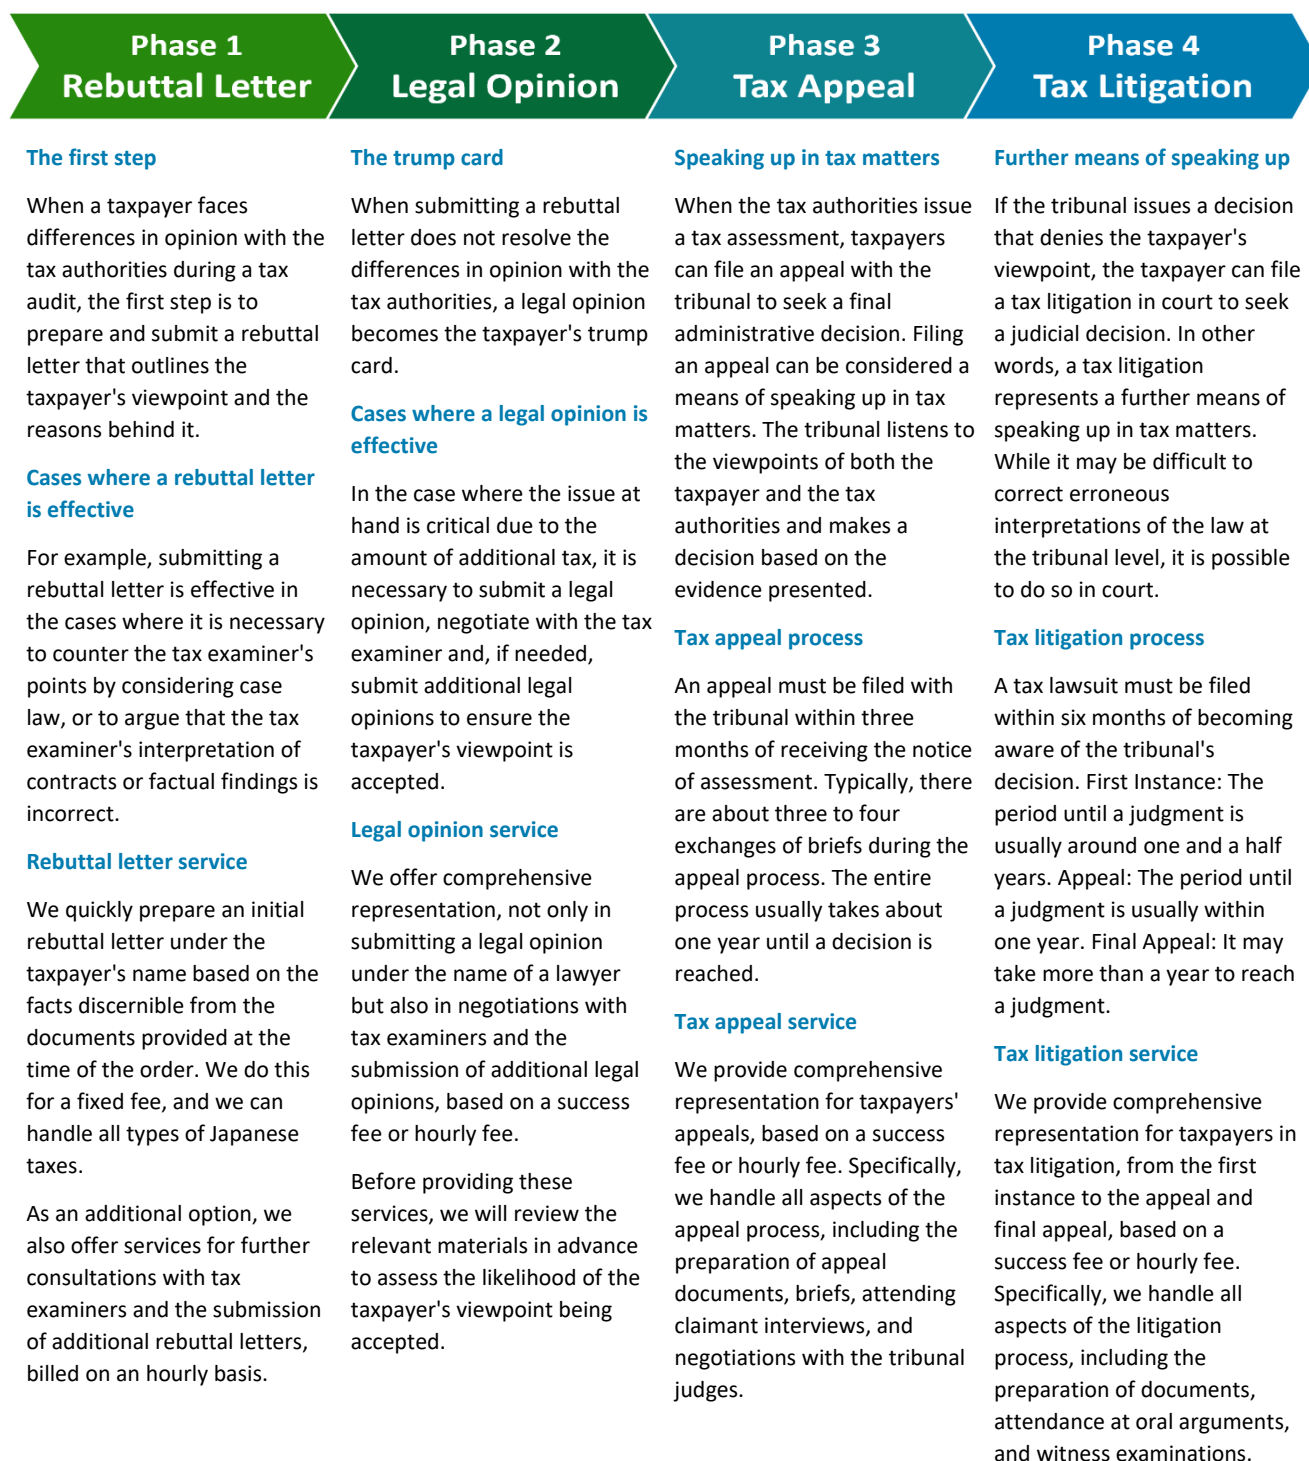 Phase 1
Rebuttal Letter
Phase 2
Legal Opinion
Phase 3
Tax Appeal
Phase 4
Tax Litigation
The first step
When a taxpayer faces
differences in opinion with the
tax authorities during a tax
audit, the first step is to
prepare and submit a rebuttal
letter that outlines the
taxpayer's viewpoint and the
reasons behind it.
Cases where a rebuttal letter
is effective
For example, submitting a
rebuttal letter is effective in
the cases where it is necessary
to counter the tax examiner's
points by considering case
law, or to argue that the tax
examiner's interpretation of
contracts or factual findings is
incorrect.
Rebuttal letter service
We quickly prepare an initial
rebuttal letter under the
taxpayer's name based on the
facts discernible from the
documents provided at the
time of the order. We do this
for a fixed fee, and we can
handle all types of Japanese
taxes.
As an additional option, we
also offer services for further
consultations with tax
examiners and the submission
of additional rebuttal letters,
billed on an hourly basis.
The trump card
When submitting a rebuttal
letter does not resolve the
differences in opinion with the
tax authorities, a legal opinion
becomes the taxpayer's trump
card.
Cases where a legal opinion is
effective
In the case where the issue at
hand is critical due to the
amount of additional tax, it is
necessary to submit a legal
opinion, negotiate with the tax
examiner and, if needed,
submit additional legal
opinions to ensure the
taxpayer's viewpoint is
accepted.
Legal opinion service
We offer comprehensive
representation, not only in
submitting a legal opinion
under the name of a lawyer
but also in negotiations with
tax examiners and the
submission of additional legal
opinions, based on a success
fee or hourly fee.
Before providing these
services, we will review the
relevant materials in advance
to assess the likelihood of the
taxpayer's viewpoint being
accepted.
Speaking up in tax matters
When the tax authorities issue
a tax assessment, taxpayers
can file an appeal with the
tribunal to seek a final
administrative decision. Filing
an appeal can be considered a
means of speaking up in tax
matters. The tribunal listens to
the viewpoints of both the
taxpayer and the tax
authorities and makes a
decision based on the
evidence presented.
Tax appeal process
An appeal must be filed with
the tribunal within three
months of receiving the notice
of assessment. Typically, there
are about three to four
exchanges of briefs during the
appeal process. The entire
process usually takes about
one year until a decision is
reached.
Tax appeal service
We provide comprehensive
representation for taxpayers'
appeals, based on a success
fee or hourly fee. Specifically,
we handle all aspects of the
appeal process, including the
preparation of appeal
documents, briefs, attending
claimant interviews, and
negotiations with the tribunal
judges.
Further means of speaking up
If the tribunal issues a decision
that denies the taxpayer's
viewpoint, the taxpayer can file
a tax litigation in court to seek
a judicial decision. In other
words, a tax litigation
represents a further means of
speaking up in tax matters.
While it may be difficult to
correct erroneous
interpretations of the law at
the tribunal level, it is possible
to do so in court.
Tax litigation process
A tax lawsuit must be filed
within six months of becoming
aware of the tribunal's
decision. First Instance: The
period until a judgment is
usually around one and a half
years. Appeal: The period until
a judgment is usually within
one year. Final Appeal: It may
take more than a year to reach
a judgment.
Tax litigation service
We provide comprehensive
representation for taxpayers in
tax litigation, from the first
instance to the appeal and
final appeal, based on a
success fee or hourly fee.
Specifically, we handle all
aspects of the litigation
process, including the
preparation of documents,
attendance at oral arguments,
and witness examinations.